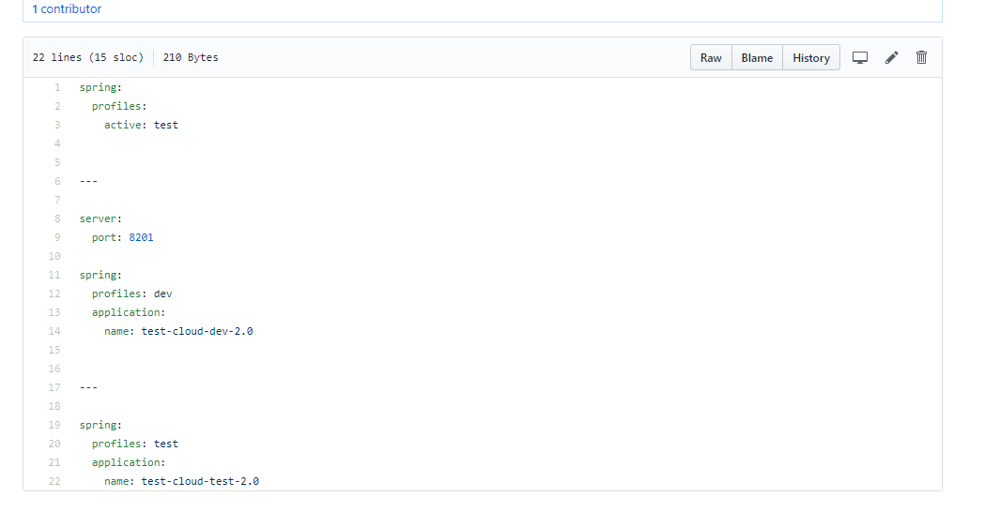 1 contributor
22 lines (15 sloc) 210 Bytes Raw Blame History
1 spring:
2 profiles:
3 active: test
4
5
6 ---
7
8 server:
9 port: 8201
10
11 spring:
12 profiles: dev
13 application:
14 name: test-cloud-dev-2.0
15
16
17 ---
18
19 spring:
20 profiles: test
21 application:
22 name: test-cloud-test-2.0